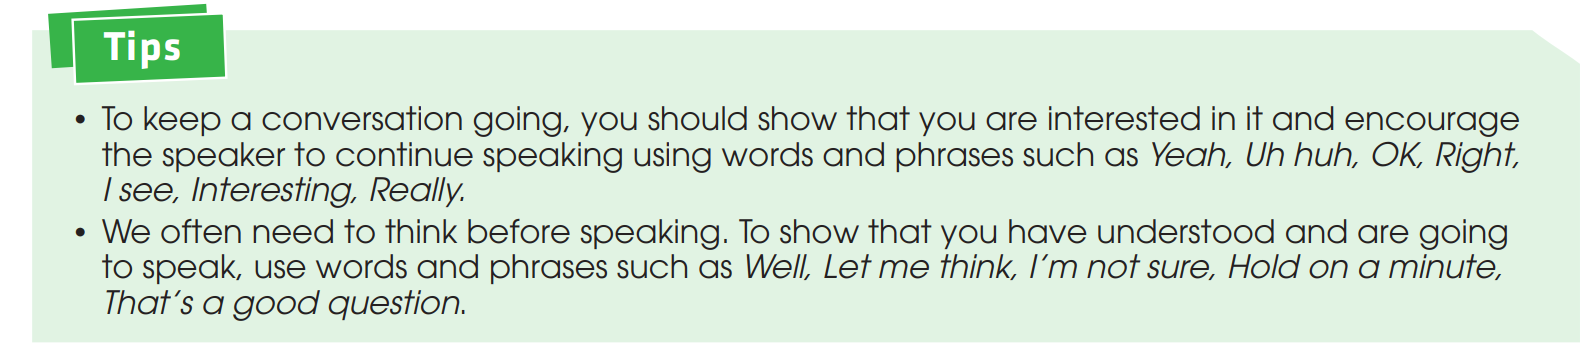 Tips
• To keep a conversation going, you should show that you are interested in it and encourage
the speaker to continue speaking using words and phrases such as Yeah, Uh huh, OK, Right,
I see, Interesting, Really.
• We often need to think before speaking. To show that you have understood and are going
to speak, use words and phrases such as Well, Let me think, I’m not sure, Hold on a minute,
That’s a good question.